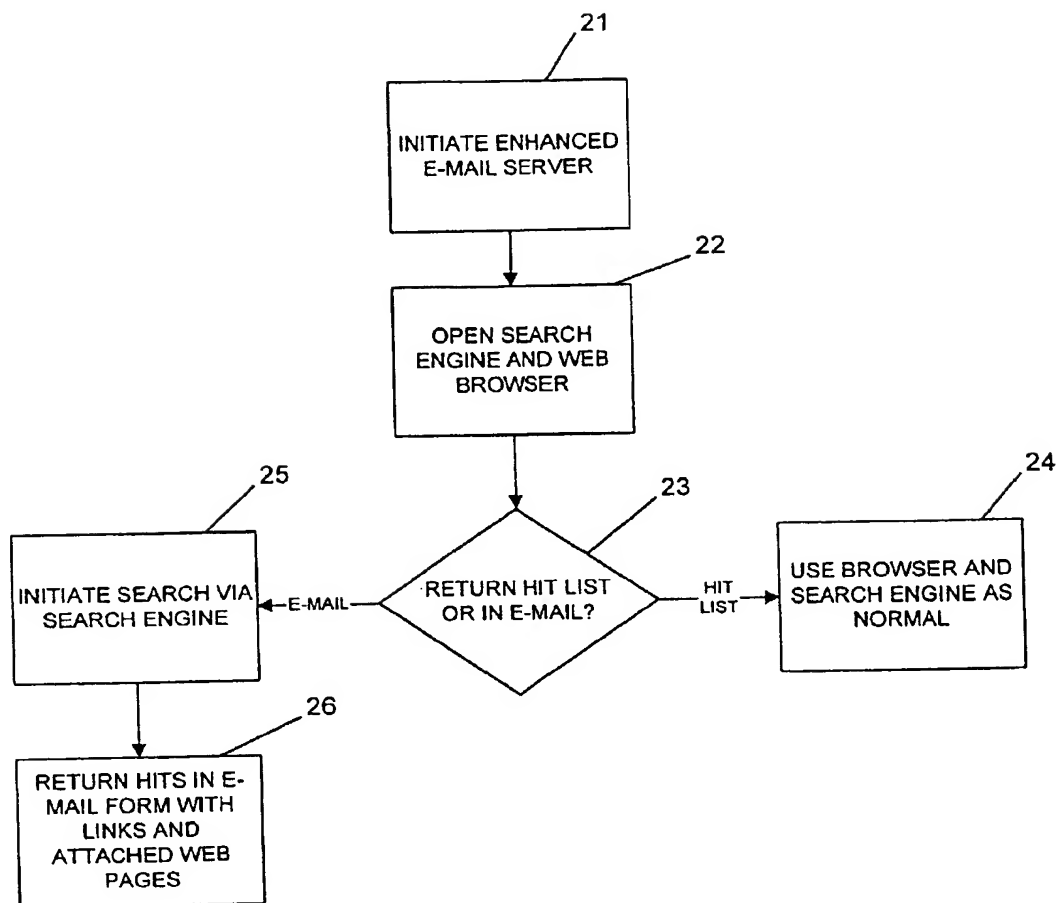 21
INITIATE ENHANCED
E-MAIL SERVER
22
OPEN SEARCH
ENGINE AND WEB
BROWSER
23
RETURN HIT LIST
OR IN E-MAIL?
HIT
LIST
24
USE BROWSER AND
SEARCH ENGINE AS
NORMAL
E-MAIL
25
INITIATE SEARCH VIA
SEARCH ENGINE
26
RETURN HITS IN E-
MAIL FORM WITH
LINKS AND
ATTACHED WEB
PAGES